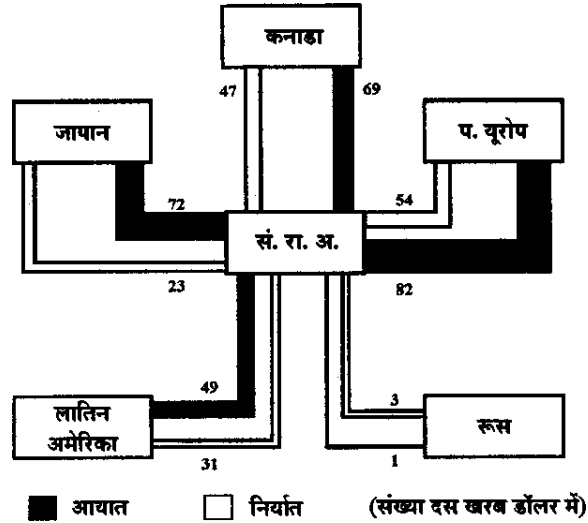 कनाडा
47
69
जापान
प. यूरोप
72
54
सं. रा. अ.
23
82
49
3
लातिन
अमेरिका
रूस
31
1
आयात
निर्यात
(संख्या दस खरब डॉलर में)